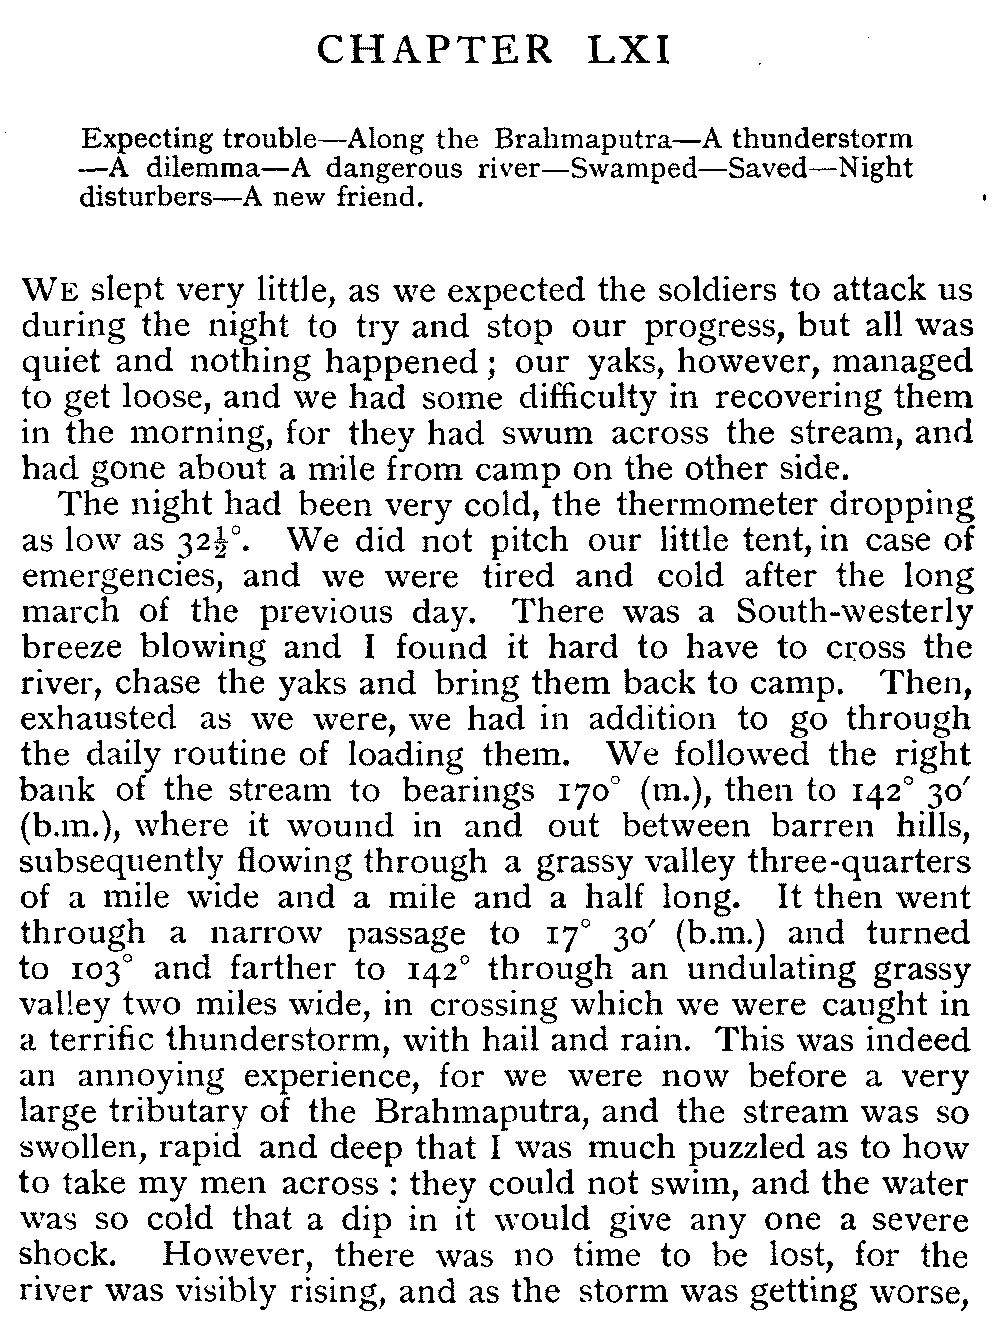 CHAPTER LXI
Expecting trouble—Along the Brahmaputra—A thunderstorm
—A dilemma—A dangerous river—Swamped—Saved—Night
disturbers—A new friend.
WE slept very little, as we expected the soldiers to attack us
during the night to try and stop our progress, but all was
quiet and nothing happened; our yaks, however, managed
to get loose, and we had some difficulty in recovering them
in the morning, for they had swum across the stream, and
had gone about a mile from camp on the other side.
The night had been very cold, the thermometer dropping
as low as 32½°. We did not pitch our little tent, in case of
emergencies, and we were tired and cold after the long
march of the previous day. There was a South-westerly
breeze blowing and I found it hard to have to cross the
river, chase the yaks and bring them back to camp. Then,
exhausted as we were, we had in addition to go through
the daily routine of loading them. We followed the right
bank of the stream to bearings 170° (m.), then to 142° 30′
(b.m.), where it wound in and out between barren hills,
subsequently flowing through a grassy valley three-quarters
of a mile wide and a mile and a half long. It then went
through a narrow passage to 17° 30′ (b.m.) and turned
to 103° and farther to 142° through an undulating grassy
valley two miles wide, in crossing which we were caught in
a terrific thunderstorm, with hail and rain. This was indeed
an annoying experience, for we were now before a very
large tributary of the Brahmaputra, and the stream was so
swollen, rapid and deep that I was much puzzled as to how
to take my men across: they could not swim, and the water
was so cold that a dip in it would give any one a severe
shock. However, there was no time to be lost, for the
river was visibly rising, and as the storm was getting worse,